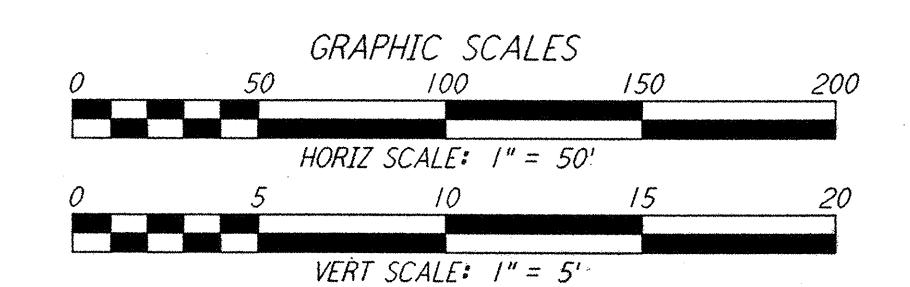 GRAPHIC SCALES
0 50 100 150 200
HORIZ SCALE: 1" = 50'
0 5 10 15 20
VERT SCALE: 1" = 5'